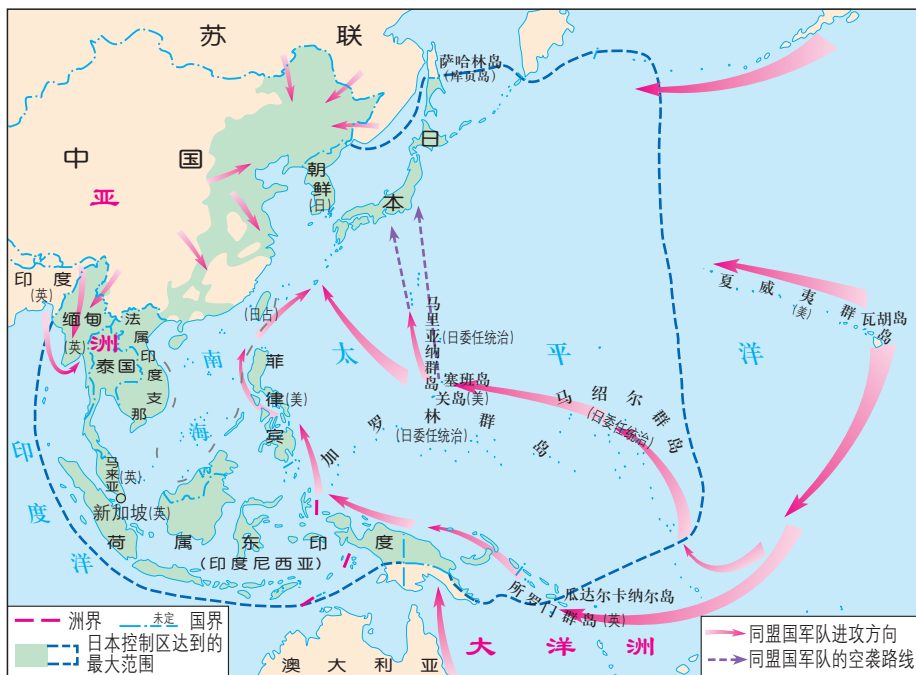 苏联
萨哈林岛
(库页岛)
中国
亚
日
本
朝鲜
(日)
印度
(英)
缅甸
(英)
洲
泰国
法属印度支那
(日占)
南海
太平洋
马里亚纳群岛
(日委任统治)
塞班岛
关岛(美)
菲律宾
(美)
加罗林群岛
(日委任统治)
马绍尔群岛
(日委任统治)
夏威夷群岛
(美)
瓦胡岛
印度洋
马来亚
(英)
新加坡(英)
荷属东印度
(印度尼西亚)
所罗门群岛(英)
瓜达尔卡纳尔岛
大洋洲
澳大利亚
洲界
未定
国界
日本控制区达到的
最大范围
同盟国军队进攻方向
同盟国军队的空袭路线